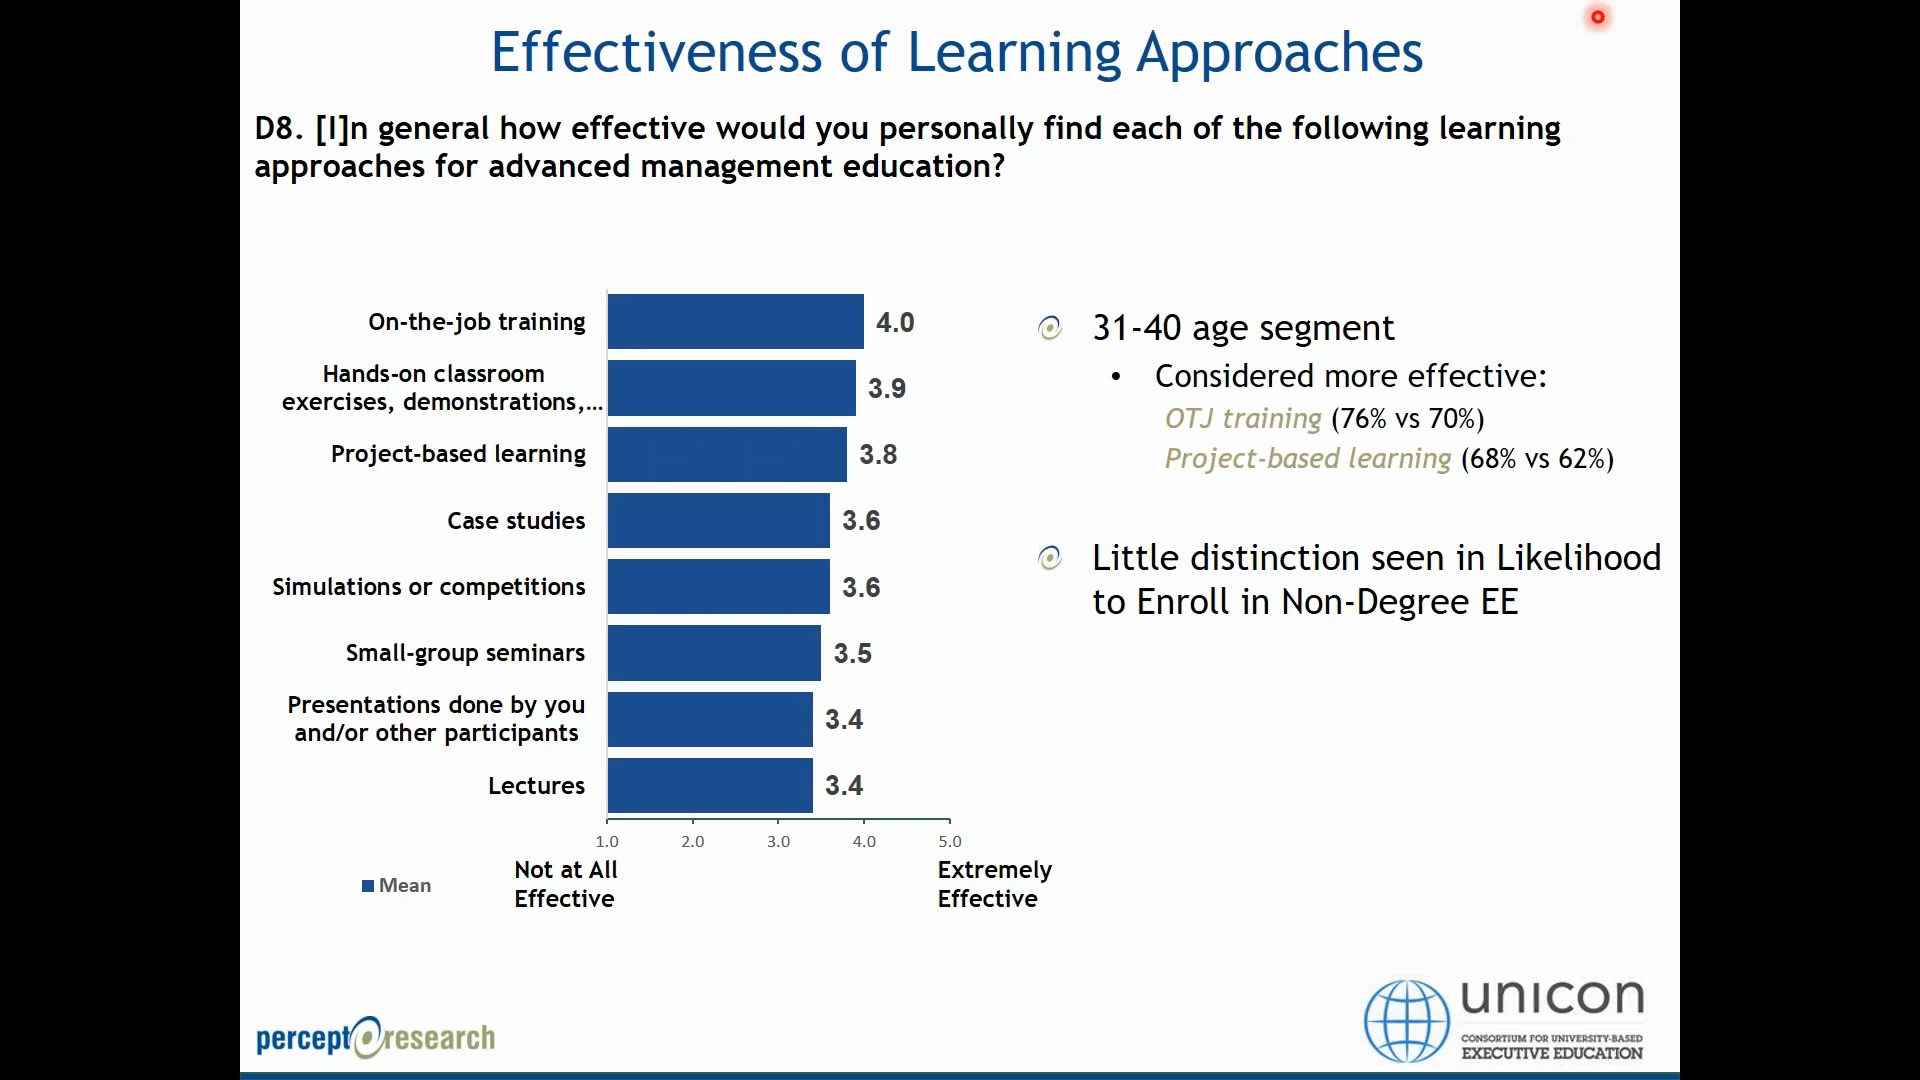 Effectiveness of Learning Approaches
D8. [I]n general how effective would you personally find each of the following learning
approaches for advanced management education?
On-the-job training
4.0
Hands-on classroom
exercises, demonstrations,...
3.9
Project-based learning
3.8
Case studies
3.6
Simulations or competitions
3.6
Small-group seminars
3.5
Presentations done by you
and/or other participants
3.4
Lectures
3.4
1.0 2.0 3.0 4.0 5.0
Not at All
Effective
Extremely
Effective
Mean
31-40 age segment
• Considered more effective:
OTJ training (76% vs 70%)
Project-based learning (68% vs 62%)
Little distinction seen in Likelihood
to Enroll in Non-Degree EE
percept research
unicon
CONSORTIUM FOR UNIVERSITY-BASED
EXECUTIVE EDUCATION